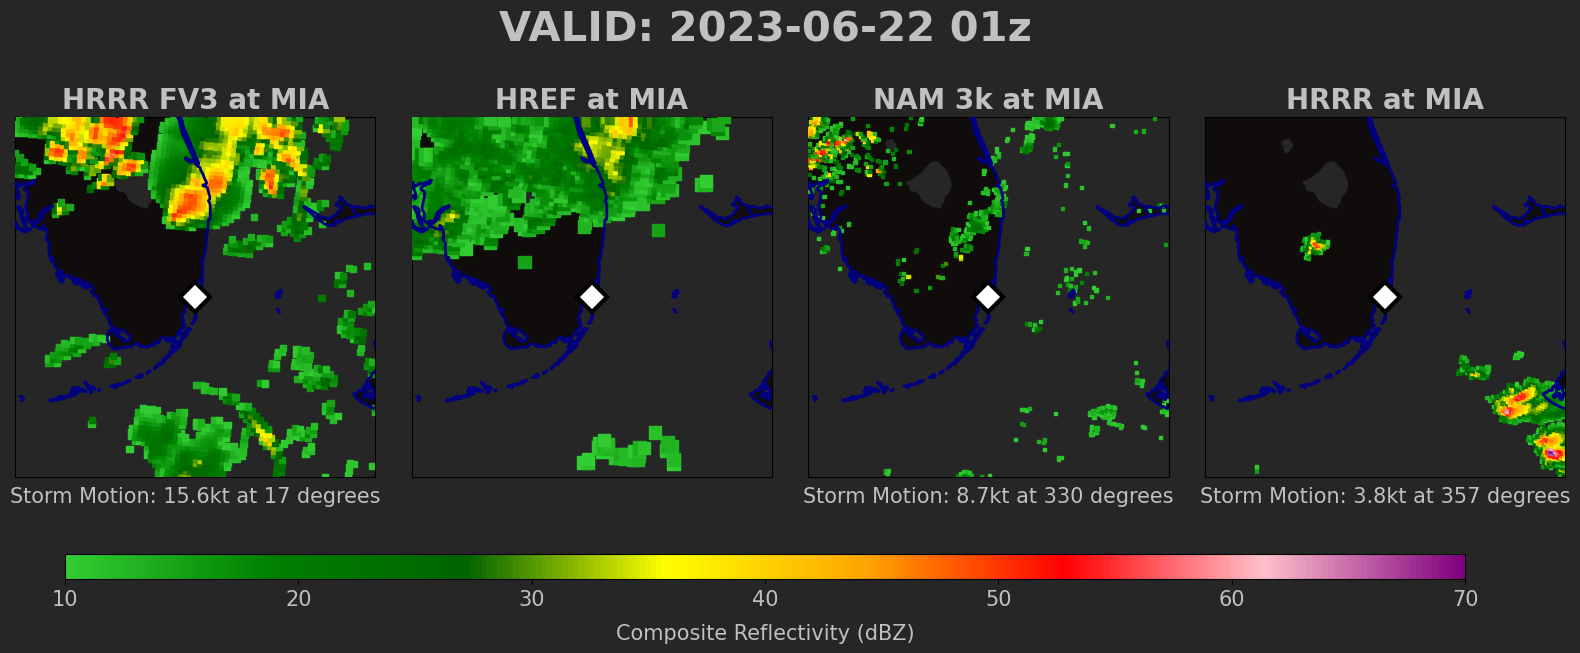 VALID: 2023-06-22 01z
HRRR FV3 at MIA
HREF at MIA
NAM 3k at MIA
HRRR at MIA
Storm Motion: 15.6kt at 17 degrees
Storm Motion: 8.7kt at 330 degrees
Storm Motion: 3.8kt at 357 degrees
10 20 30 40 50 60 70
Composite Reflectivity (dBZ)